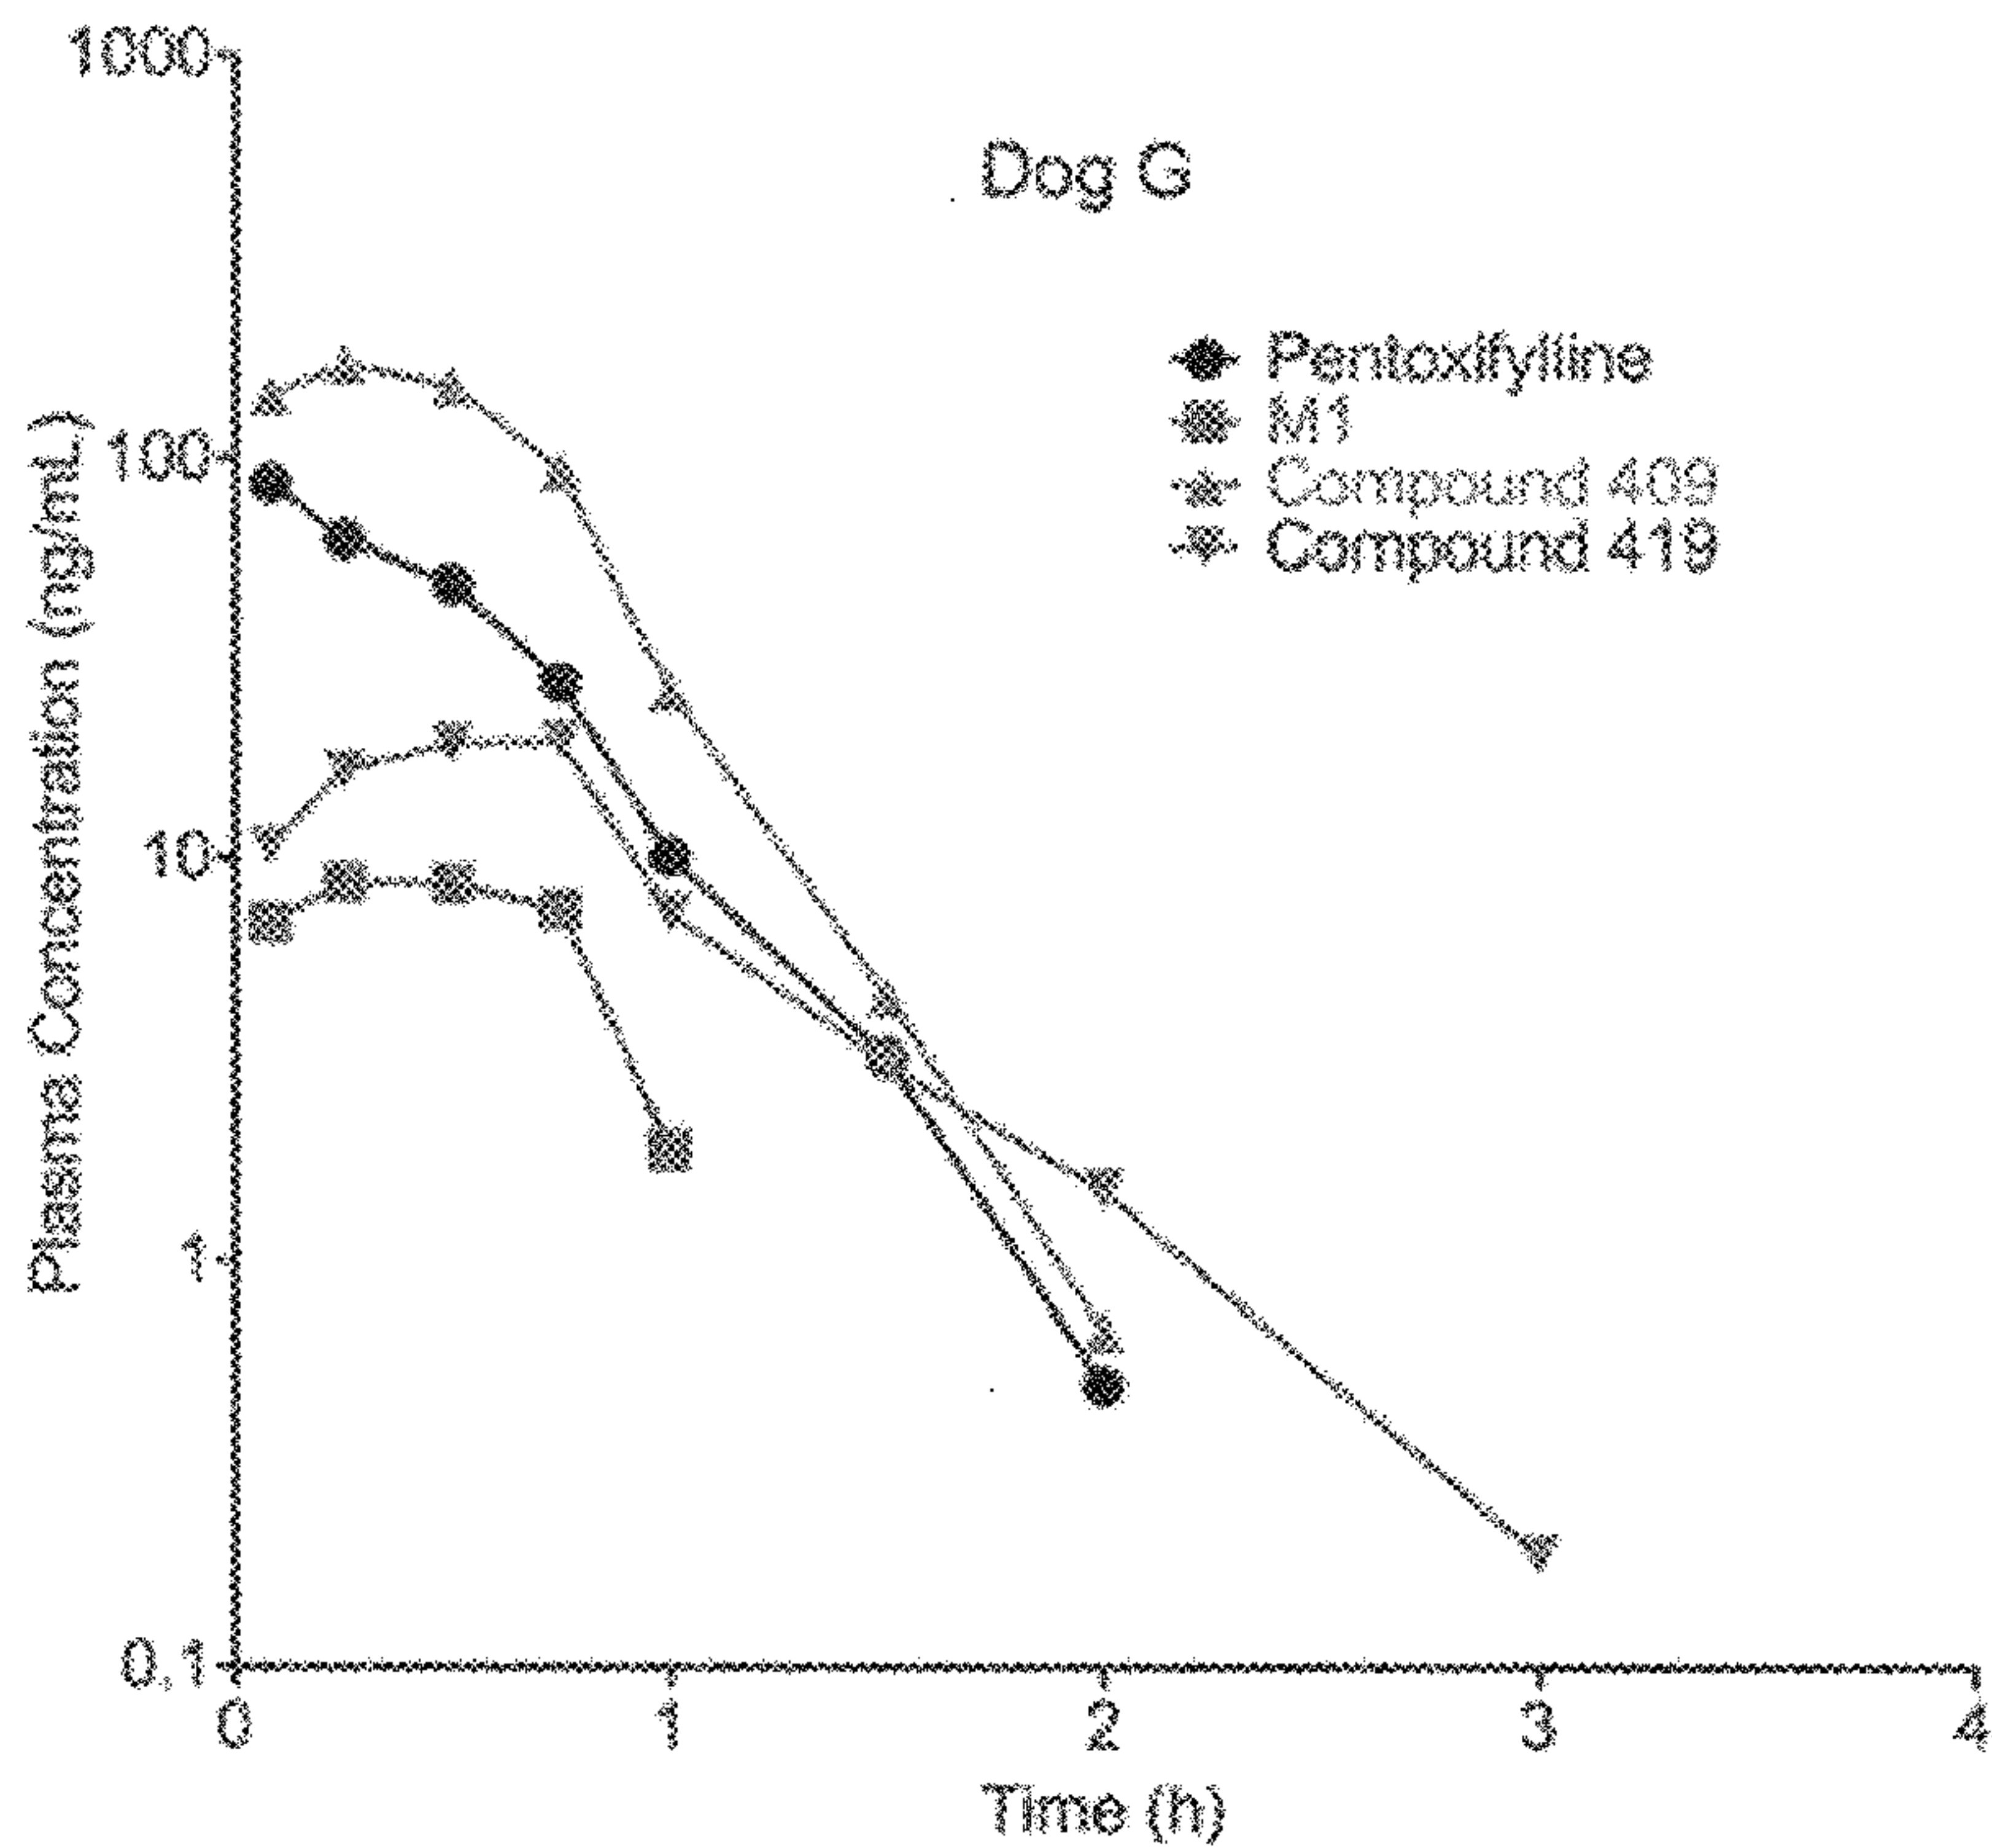 Dog G
Pentoxifylline
M1
Compound 409
Compound 419
Plasma Concentration (ng/mL)
1000
100
10
1
0.1
0
1
2
3
4
Time (h)